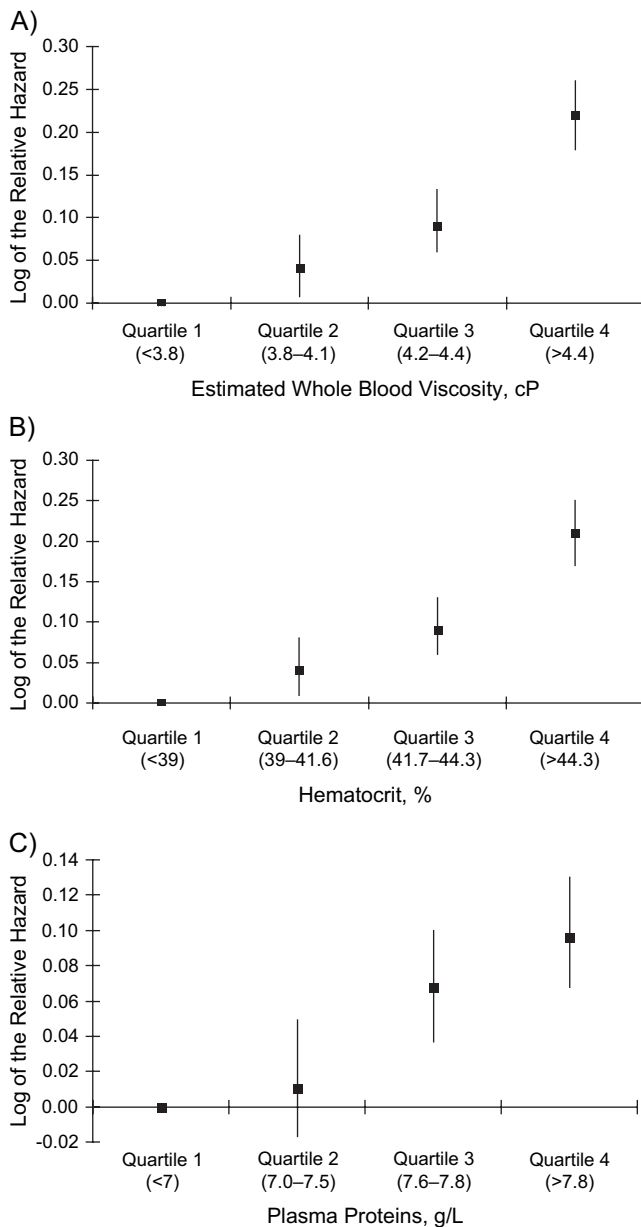 A)
Log of the Relative Hazard
0.30
0.25
0.20
0.15
0.10
0.05
0.00
Quartile 1 Quartile 2 Quartile 3 Quartile 4
(<3.8) (3.8–4.1) (4.2–4.4) (>4.4)
Estimated Whole Blood Viscosity, cP
B)
Log of the Relative Hazard
0.30
0.25
0.20
0.15
0.10
0.05
0.00
Quartile 1 Quartile 2 Quartile 3 Quartile 4
(<39) (39–41.6) (41.7–44.3) (>44.3)
Hematocrit, %
C)
Log of the Relative Hazard
0.14
0.12
0.10
0.08
0.06
0.04
0.02
0.00
-0.02
Quartile 1 Quartile 2 Quartile 3 Quartile 4
(<7) (7.0–7.5) (7.6–7.8) (>7.8)
Plasma Proteins, g/L